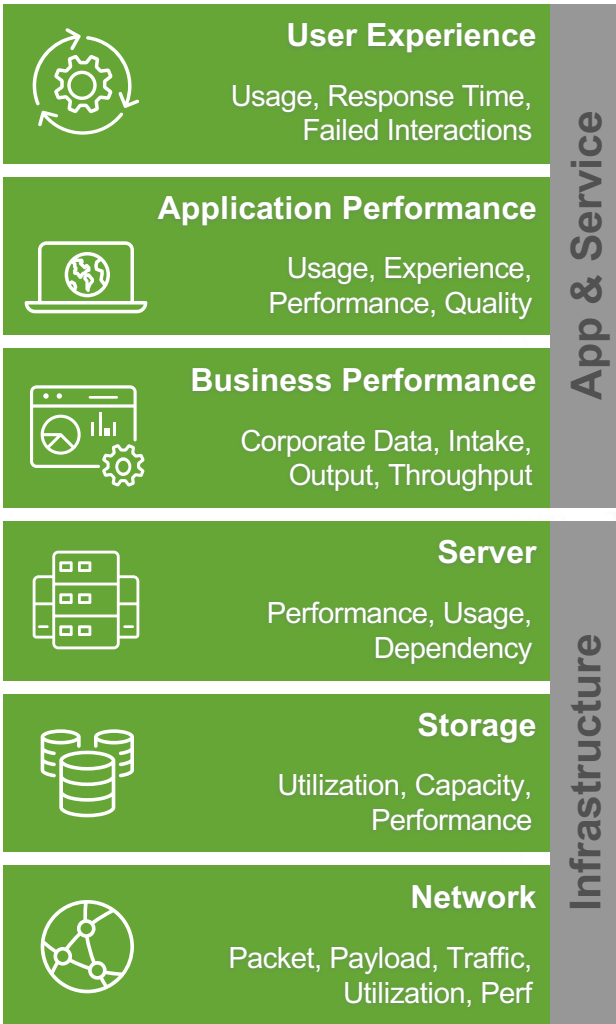 User Experience
Usage, Response Time,
Failed Interactions
Application Performance
Usage, Experience,
Performance, Quality
Business Performance
Corporate Data, Intake,
Output, Throughput
App & Service
Server
Performance, Usage,
Dependency
Storage
Utilization, Capacity,
Performance
Network
Packet, Payload, Traffic,
Utilization, Perf
Infrastructure